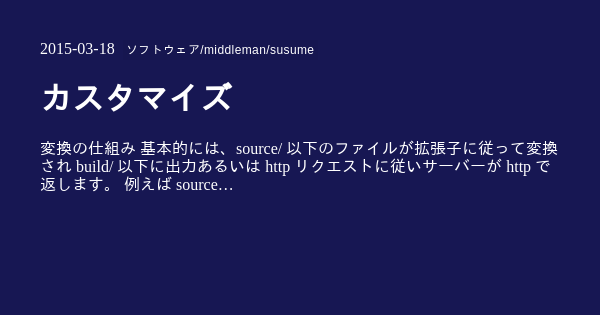 2015-03-18 ソフトウェア/middleman/susume
カスタマイズ
変換の仕組み 基本的には、source/ 以下のファイルが拡張子に従って変換
され build/ 以下に出力あるいは http リクエストに従いサーバーが http で
返します。 例えば source…